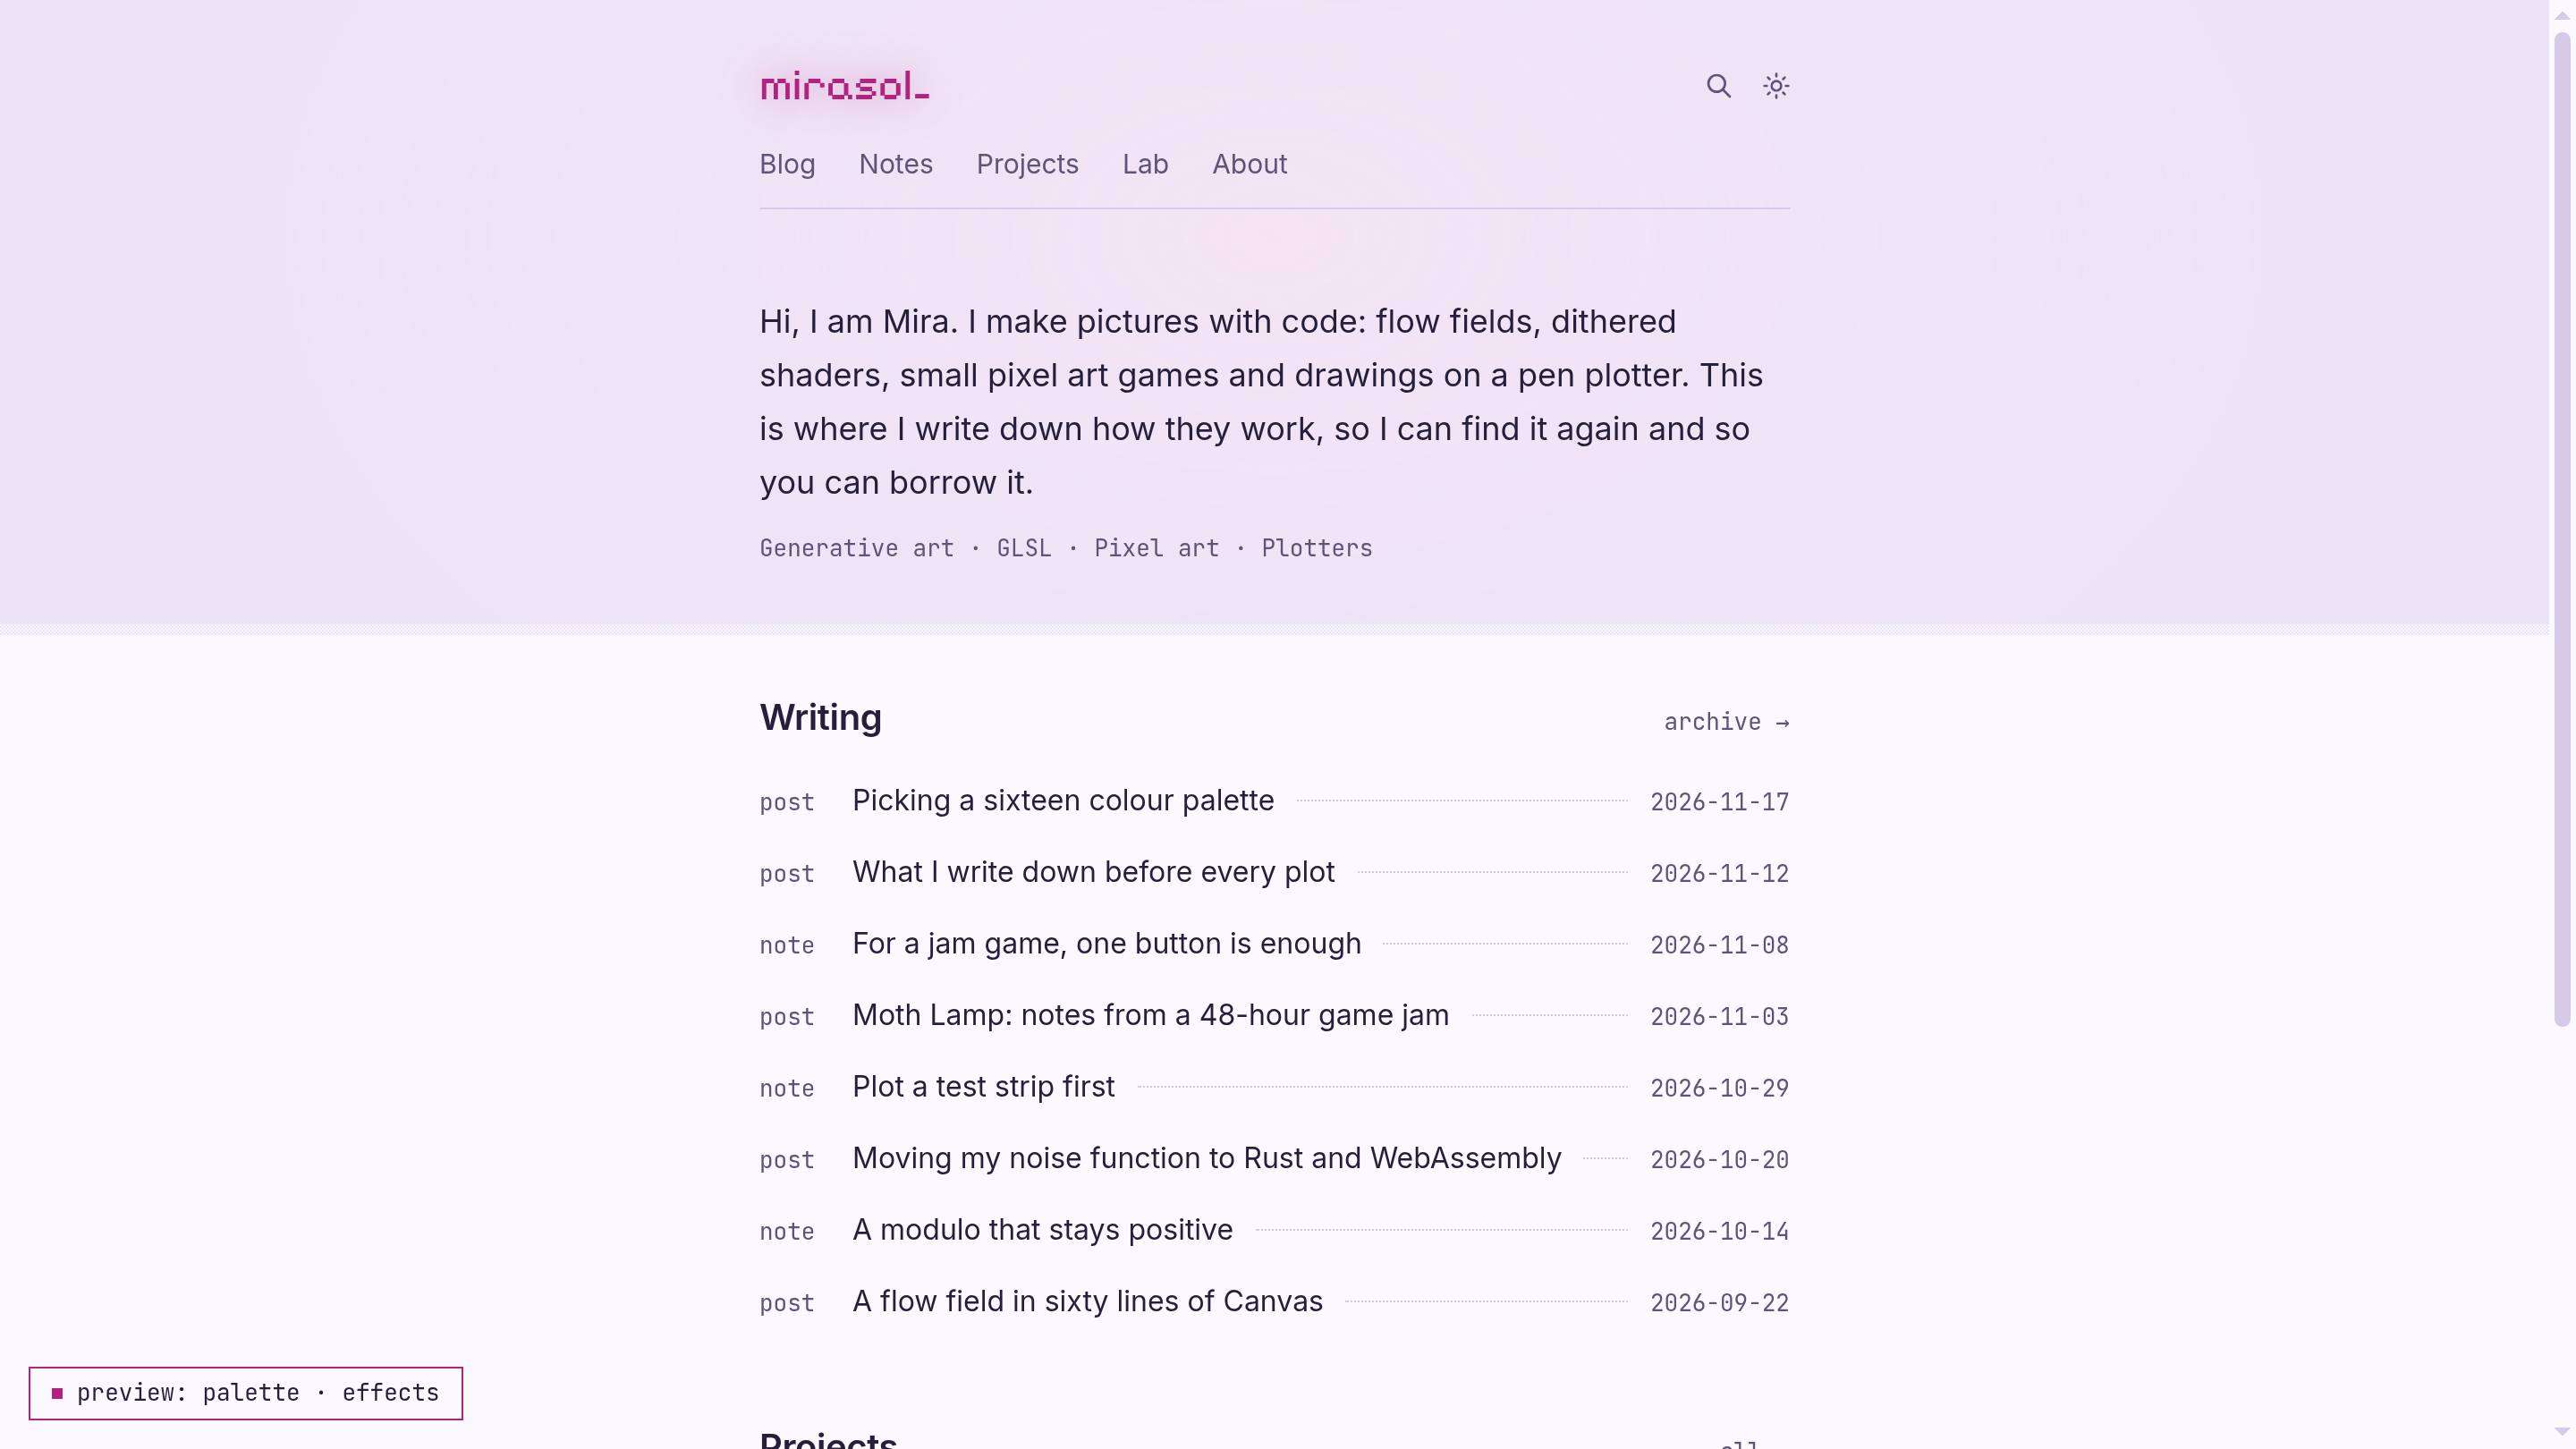 mirasol_
Blog Notes Projects Lab About
Hi, I am Mira. I make pictures with code: flow fields, dithered
shaders, small pixel art games and drawings on a pen plotter. This
is where I write down how they work, so I can find it again and so
you can borrow it.
Generative art · GLSL · Pixel art · Plotters
Writing archive →
post Picking a sixteen colour palette 2026-11-17
post What I write down before every plot 2026-11-12
note For a jam game, one button is enough 2026-11-08
post Moth Lamp: notes from a 48-hour game jam 2026-11-03
note Plot a test strip first 2026-10-29
post Moving my noise function to Rust and WebAssembly 2026-10-20
note A modulo that stays positive 2026-10-14
post A flow field in sixty lines of Canvas 2026-09-22
preview: palette · effects
Projects all